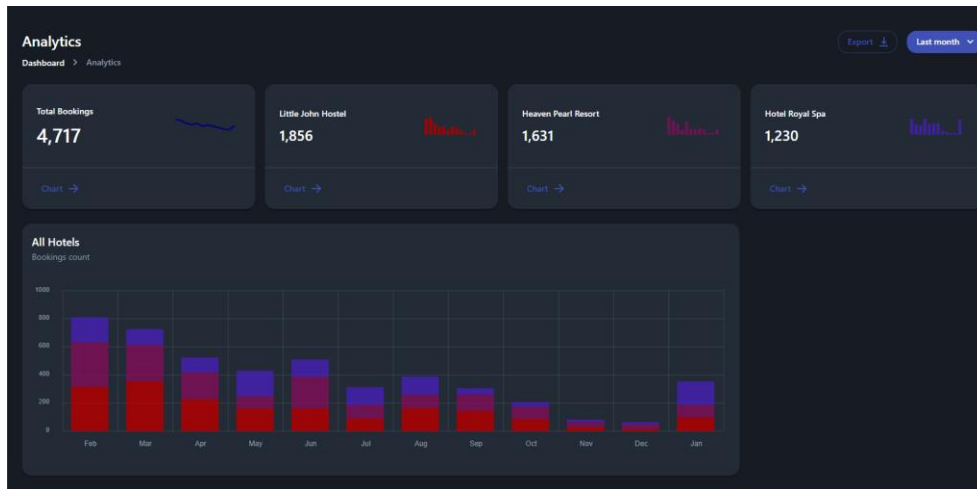 Analytics
Export
Last month
Dashboard > Analytics
Total Bookings
4,717
Chart →
Little John Hostel
1,856
Chart →
Heaven Pearl Resort
1,631
Chart →
Hotel Royal Spa
1,230
Chart →
All Hotels
Bookings count
1000
800
600
400
200
0
Feb Mar Apr May Jun Jul Aug Sep Oct Nov Dec Jan